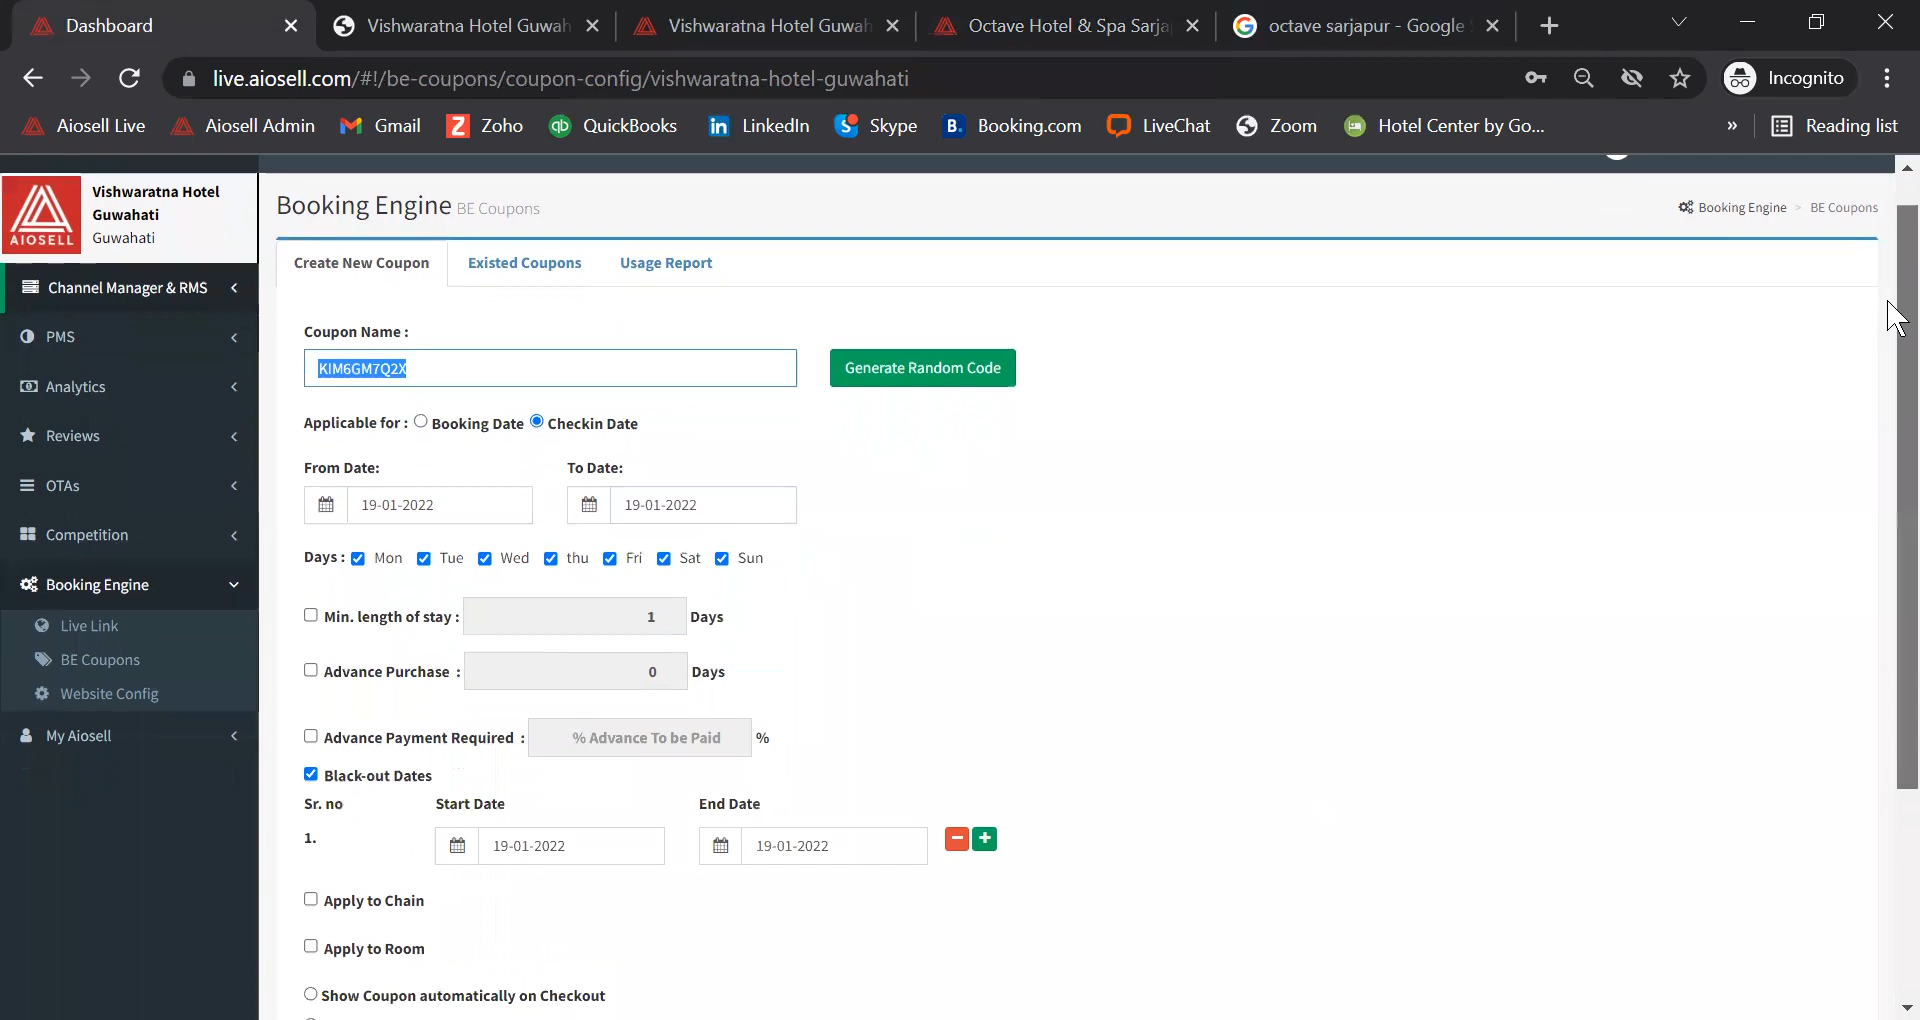 Dashboard
Vishwaratna Hotel Guwah
Vishwaratna Hotel Guwah
Octave Hotel & Spa Sarja
octave sarjapur - Google
live.aiosell.com/#!/be-coupons/coupon-config/vishwaratna-hotel-guwahati
Incognito
Aiosell Live
Aiosell Admin
Gmail
Zoho
QuickBooks
LinkedIn
Skype
Booking.com
LiveChat
Zoom
Hotel Center by Go...
Reading list
AIOSELL
Vishwaratna Hotel
Guwahati
Guwahati
Channel Manager & RMS
PMS
Analytics
Reviews
OTAs
Competition
Booking Engine
Live Link
BE Coupons
Website Config
My Aiosell
Booking Engine BE Coupons
Booking Engine > BE Coupons
Create New Coupon
Existed Coupons
Usage Report
Coupon Name :
KIM6GM7Q2X
Generate Random Code
Applicable for : Booking Date Checkin Date
From Date:
To Date:
19-01-2022
19-01-2022
Days : Mon Tue Wed thu Fri Sat Sun
Min. length of stay : 1 Days
Advance Purchase : 0 Days
Advance Payment Required : % Advance To be Paid %
Black-out Dates
Sr. no Start Date End Date
1. 19-01-2022 19-01-2022
Apply to Chain
Apply to Room
Show Coupon automatically on Checkout